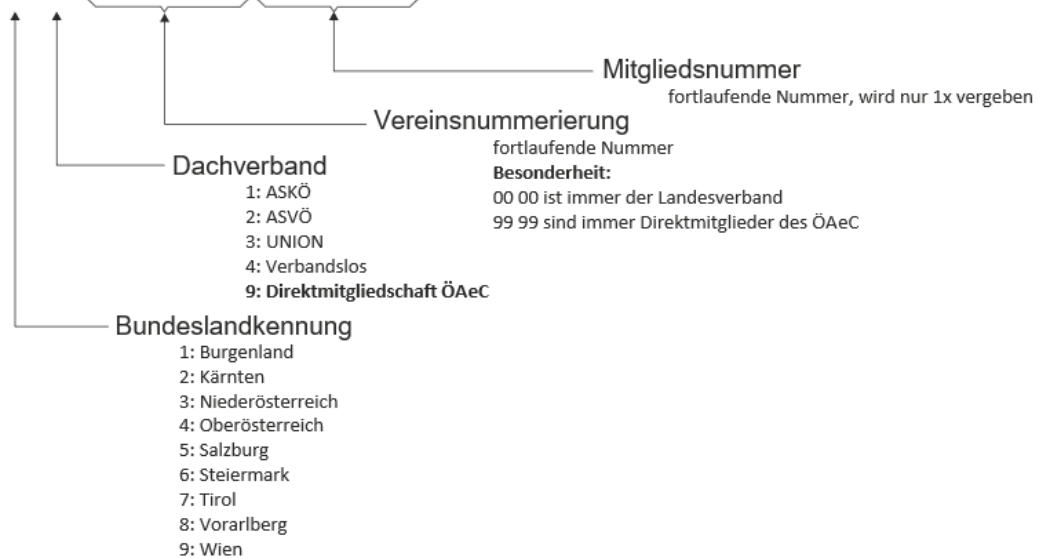 Mitgliedsnummer
fortlaufende Nummer, wird nur 1x vergeben
Vereinsnummerierung
fortlaufende Nummer
Besonderheit:
00 00 ist immer der Landesverband
99 99 sind immer Direktmitglieder des ÖAeC
Dachverband
1: ASKÖ
2: ASVÖ
3: UNION
4: Verbandslos
9: Direktmitgliedschaft ÖAeC
Bundeslandkennung
1: Burgenland
2: Kärnten
3: Niederösterreich
4: Oberösterreich
5: Salzburg
6: Steiermark
7: Tirol
8: Vorarlberg
9: Wien